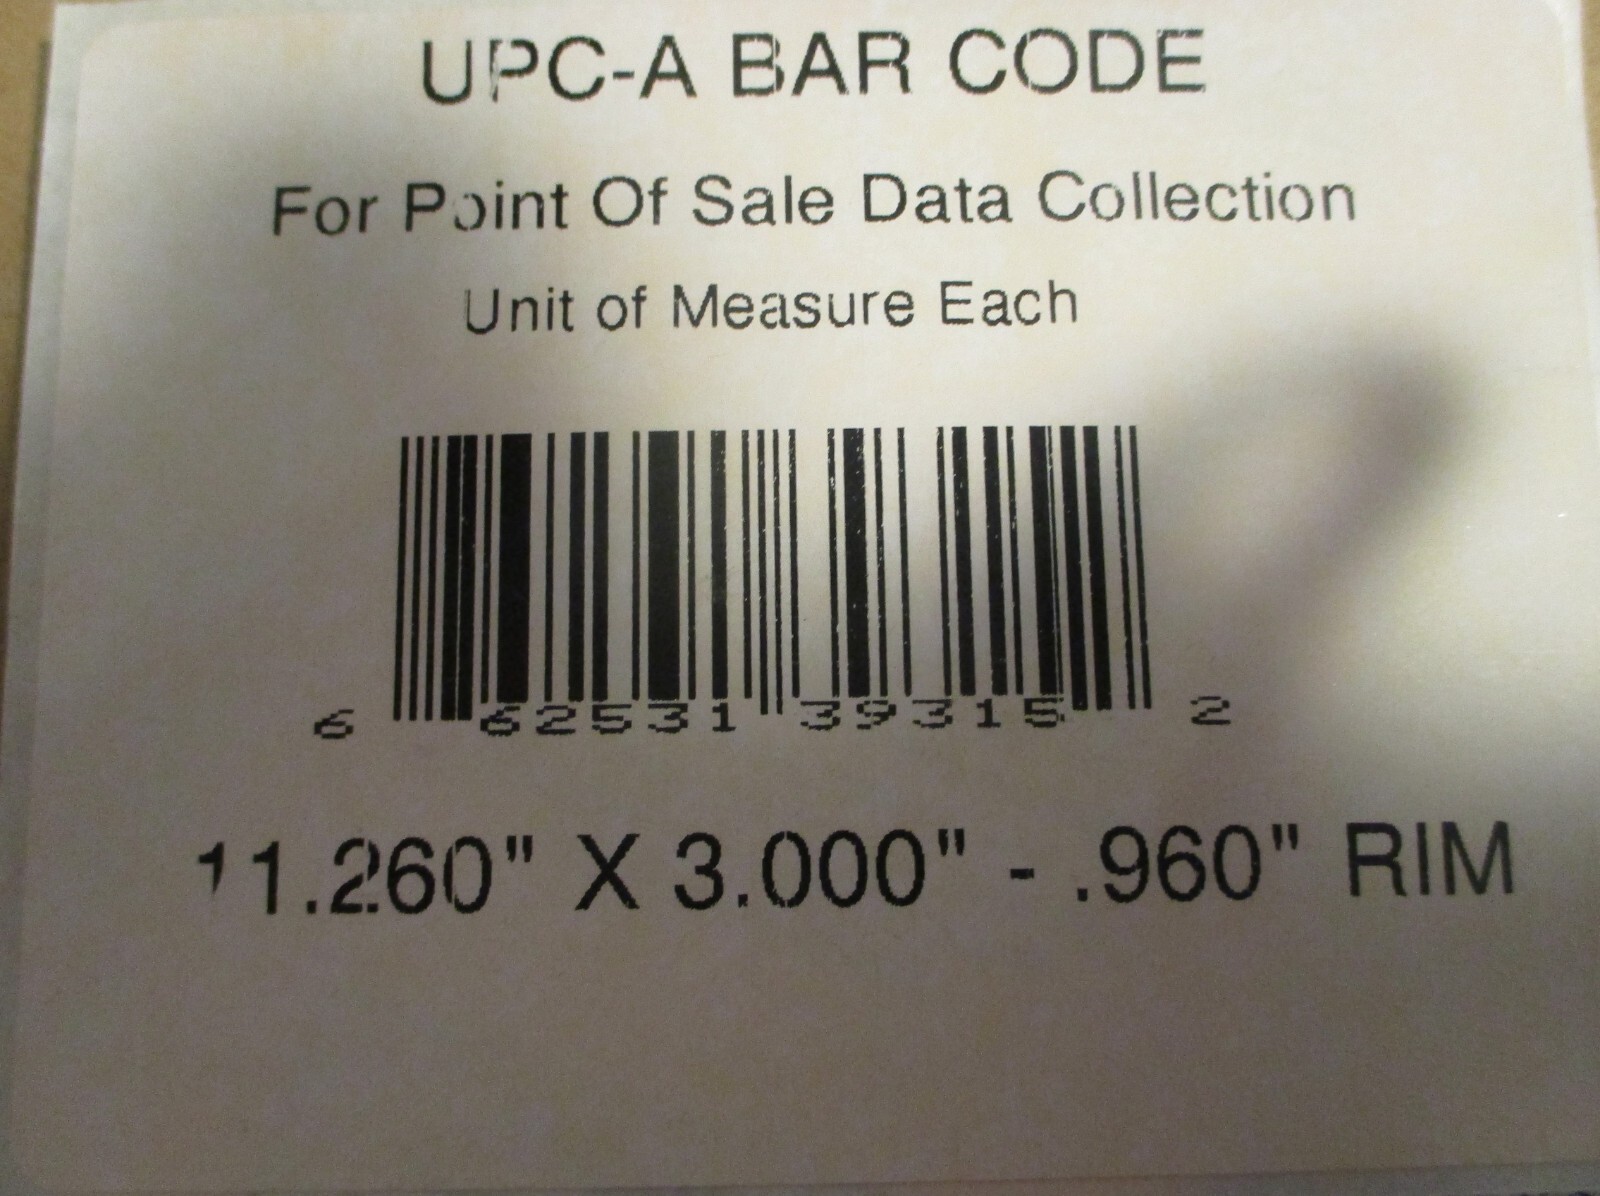 UPC-A BAR CODE
For Point Of Sale Data Collection
Unit of Measure Each
6 62531 39315 2
11.260" X 3.000" - .960" RIM